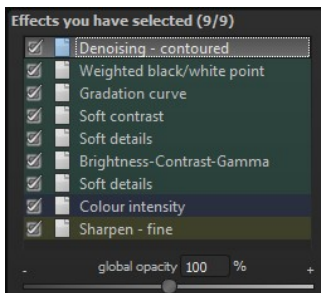 Effects you have selected (9/9)
Denoising - contoured
Weighted black/white point
Gradation curve
Soft contrast
Soft details
Brightness-Contrast-Gamma
Soft details
Colour intensity
Sharpen - fine
global opacity 100 %
- +